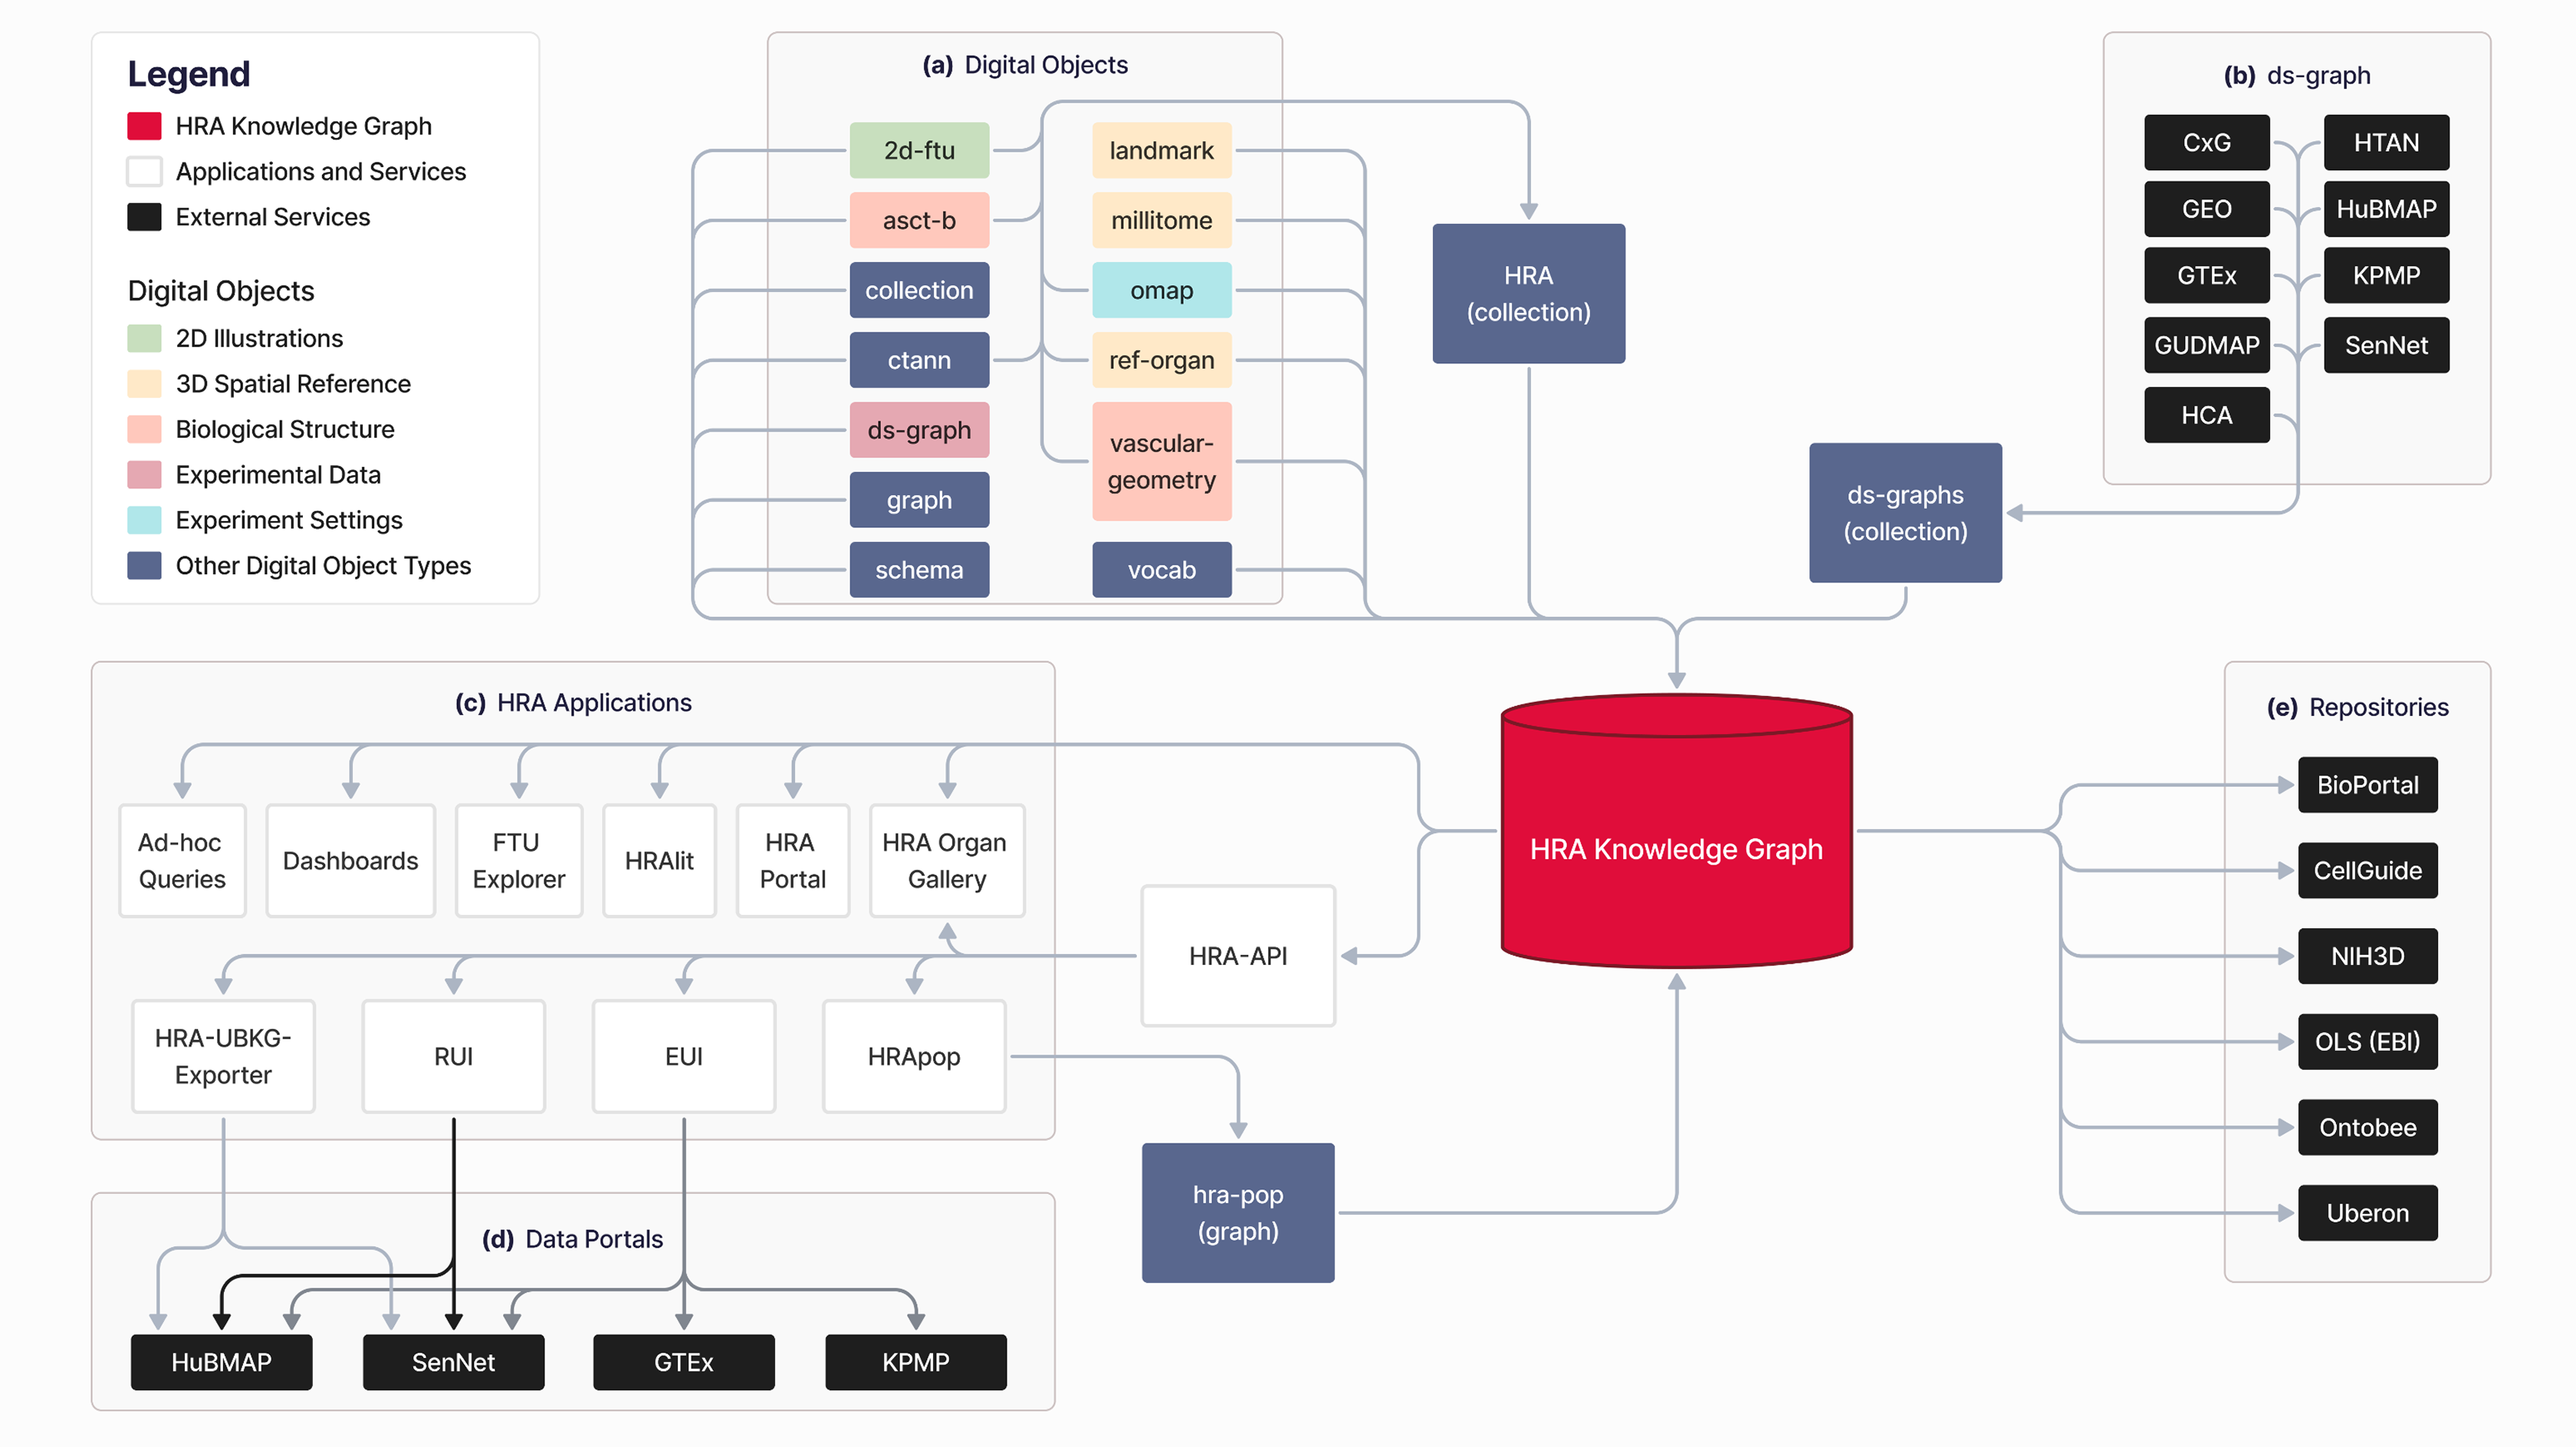 Legend
HRA Knowledge Graph
Applications and Services
External Services
Digital Objects
2D Illustrations
3D Spatial Reference
Biological Structure
Experimental Data
Experiment Settings
Other Digital Object Types
(a) Digital Objects
2d-ftu
asct-b
collection
ctann
ds-graph
graph
schema
landmark
millitome
omap
ref-organ
vascular-
geometry
vocab
HRA
(collection)
(b) ds-graph
CxG
GEO
GTEx
GUDMAP
HCA
HTAN
HuBMAP
KPMP
SenNet
ds-graphs
(collection)
(c) HRA Applications
Ad-hoc
Queries
Dashboards
FTU
Explorer
HRAlit
HRA
Portal
HRA Organ
Gallery
HRA-UBKG-
Exporter
RUI
EUI
HRApop
HRA-API
HRA Knowledge Graph
hra-pop
(graph)
(d) Data Portals
HuBMAP
SenNet
GTEx
KPMP
(e) Repositories
BioPortal
CellGuide
NIH3D
OLS (EBI)
Ontobee
Uberon